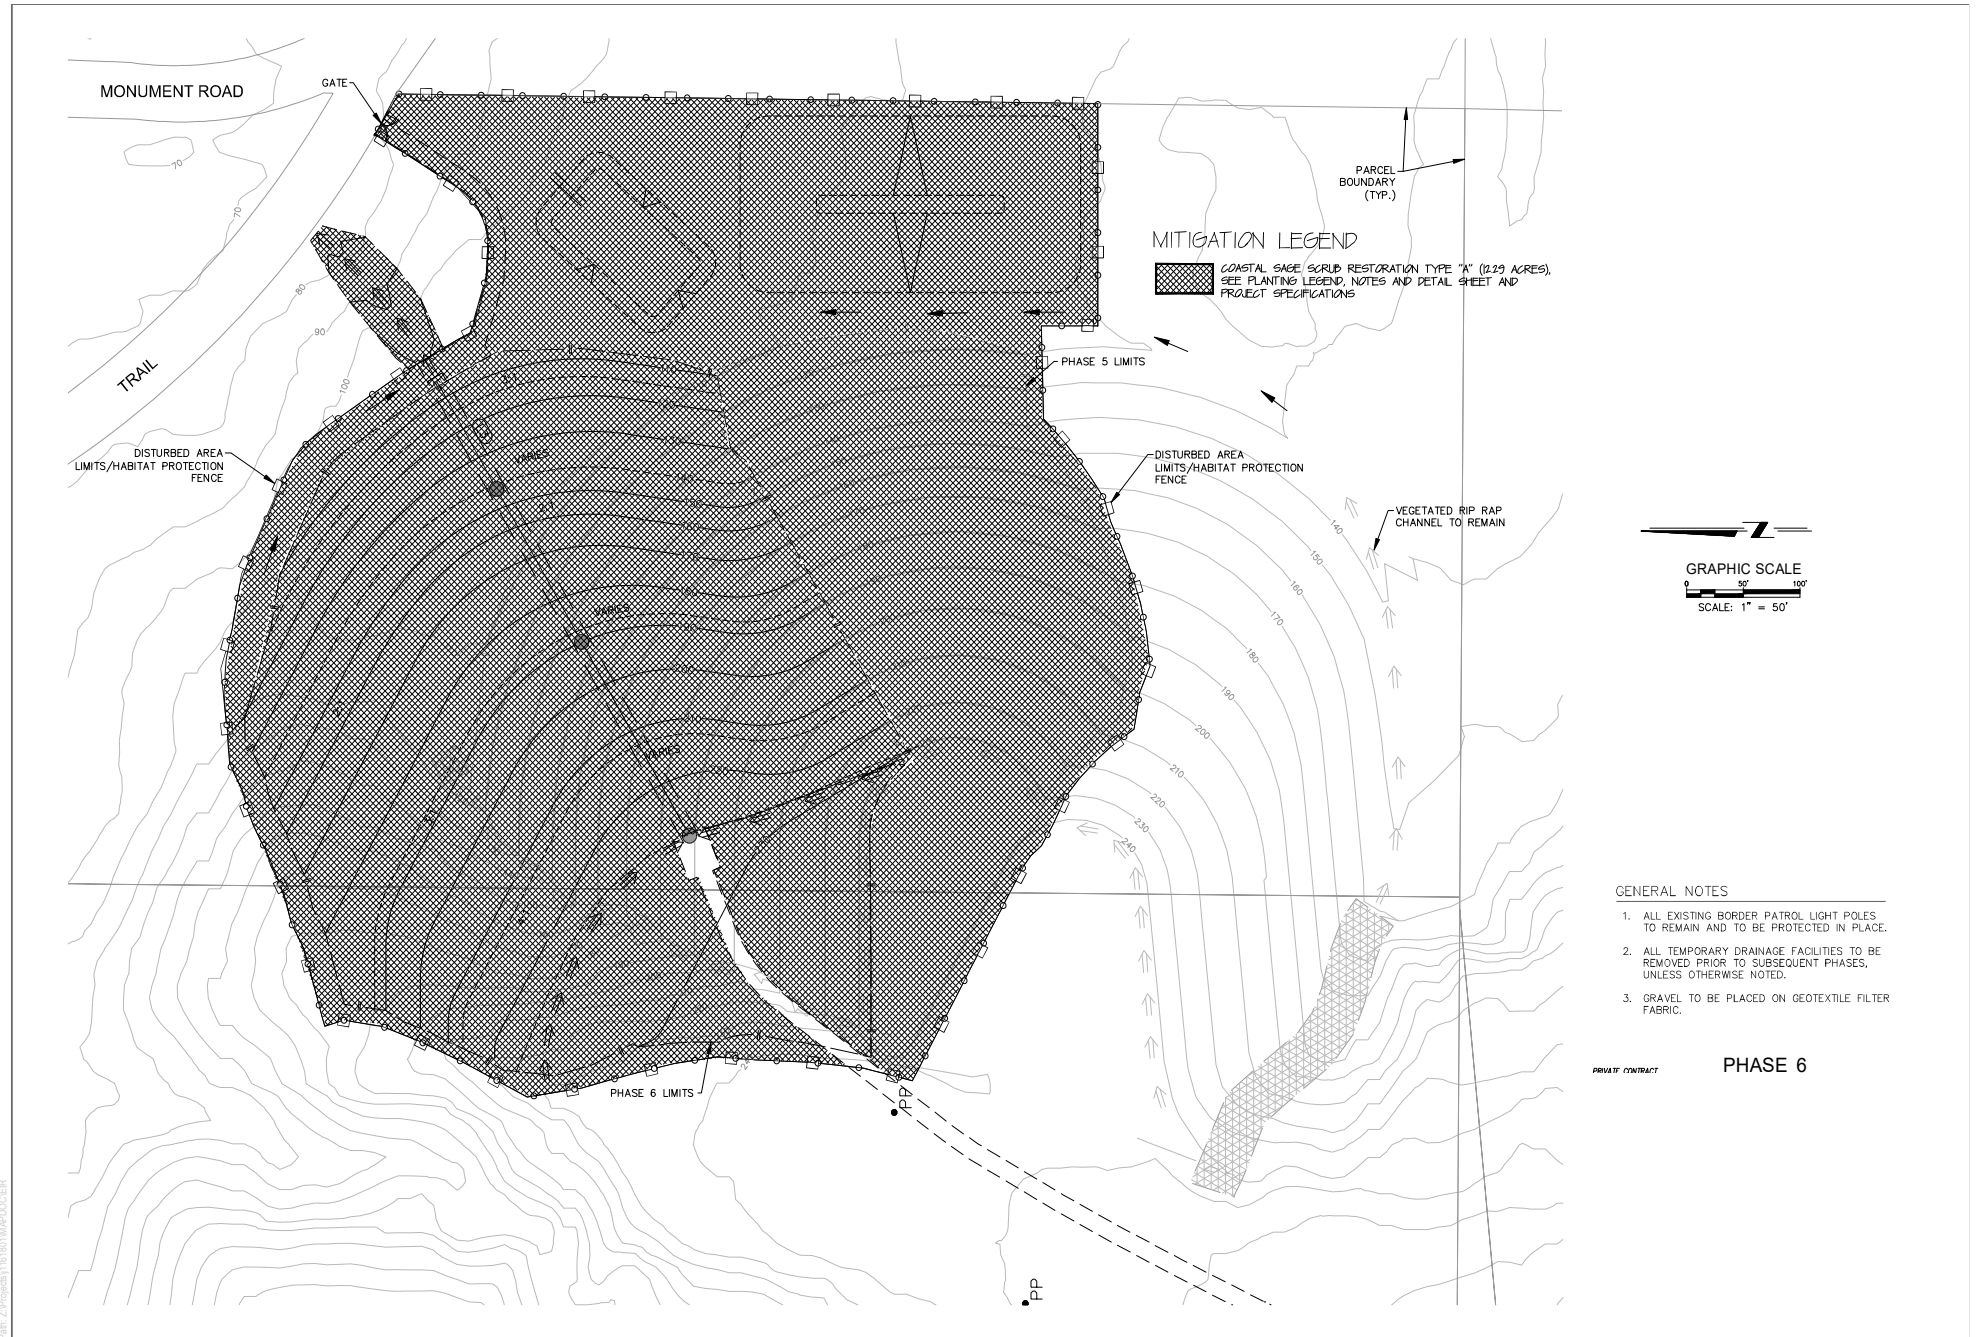 MONUMENT ROAD
GATE
70
70
80
90
100
TRAIL
PARCEL
BOUNDARY
(TYP.)
MITIGATION LEGEND
COASTAL SAGE SCRUB RESTORATION TYPE "A" (12.29 ACRES),
SEE PLANTING LEGEND, NOTES AND DETAIL SHEET AND
PROJECT SPECIFICATIONS
PHASE 5 LIMITS
DISTURBED AREA
LIMITS/HABITAT PROTECTION
FENCE
DISTURBED AREA
LIMITS/HABITAT PROTECTION
FENCE
VEGETATED RIP RAP
CHANNEL TO REMAIN
VARIES
VARIES
VARIES
140
150
160
170
180
190
200
210
220
230
240
Z
GRAPHIC SCALE
0 50' 100'
SCALE: 1" = 50'
GENERAL NOTES
1. ALL EXISTING BORDER PATROL LIGHT POLES
TO REMAIN AND TO BE PROTECTED IN PLACE.
2. ALL TEMPORARY DRAINAGE FACILITIES TO BE
REMOVED PRIOR TO SUBSEQUENT PHASES,
UNLESS OTHERWISE NOTED.
3. GRAVEL TO BE PLACED ON GEOTEXTILE FILTER
FABRIC.
PRIVATE CONTRACT
PHASE 6
PHASE 6 LIMITS
PP
PP